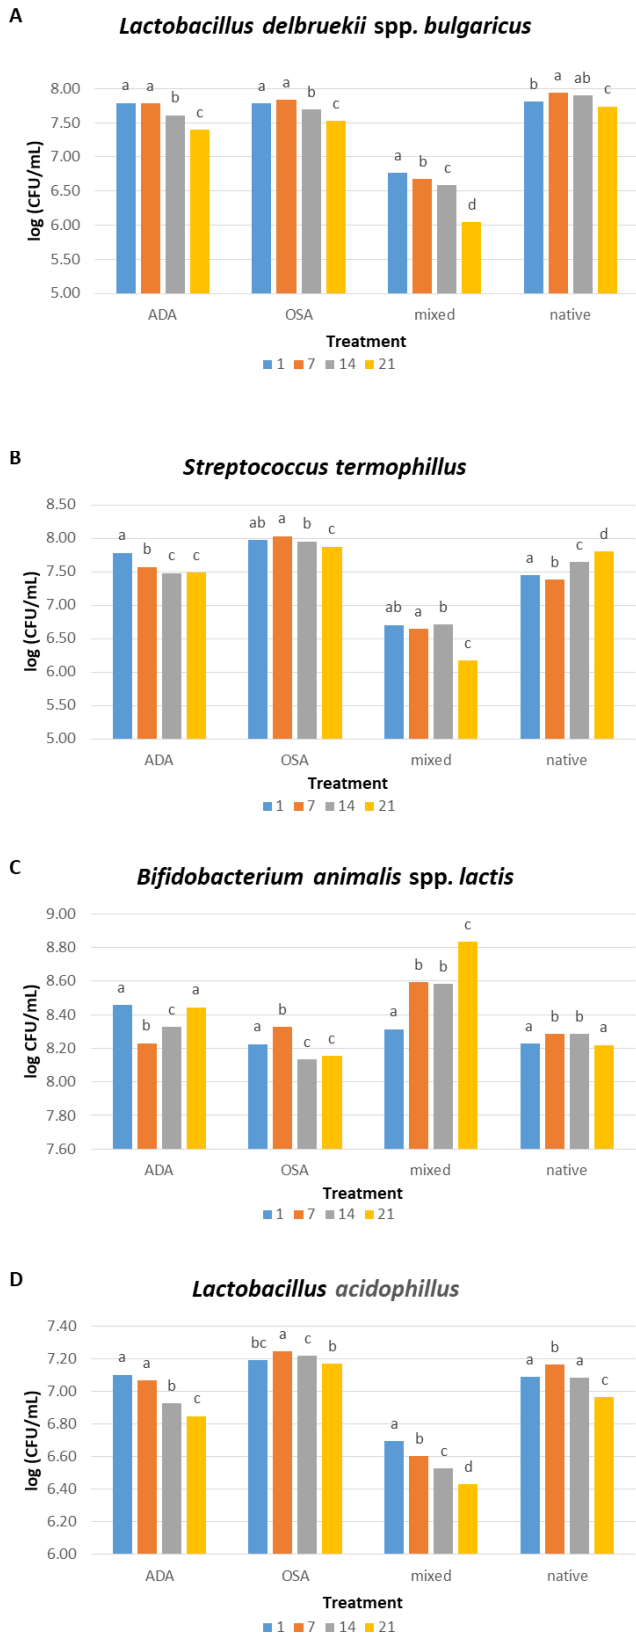 A
Lactobacillus delbruekii spp. bulgaricus
a a b c a a b c a b c d b a ab c
8.00
7.50
7.00
6.50
6.00
5.50
5.00
log (CFU/mL)
ADA OSA mixed native
Treatment
1 7 14 21
B
Streptococcus termophillus
8.50
8.00
7.50
7.00
6.50
6.00
5.50
5.00
log (CFU/mL)
a b c c ab a b c ab a b c a b c d
ADA OSA mixed native
Treatment
1 7 14 21
C
Bifidobacterium animalis spp. lactis
9.00
8.80
8.60
8.40
8.20
8.00
7.80
7.60
log CFU/mL)
a b c a a b c c a b b c a b b a
ADA OSA mixed native
Treatment
1 7 14 21
D
Lactobacillus acidophillus
7.40
7.20
7.00
6.80
6.60
6.40
6.20
6.00
log (CFU/mL)
a a b c bc a c b a b c d a b a c
ADA OSA mixed native
Treatment
1 7 14 21